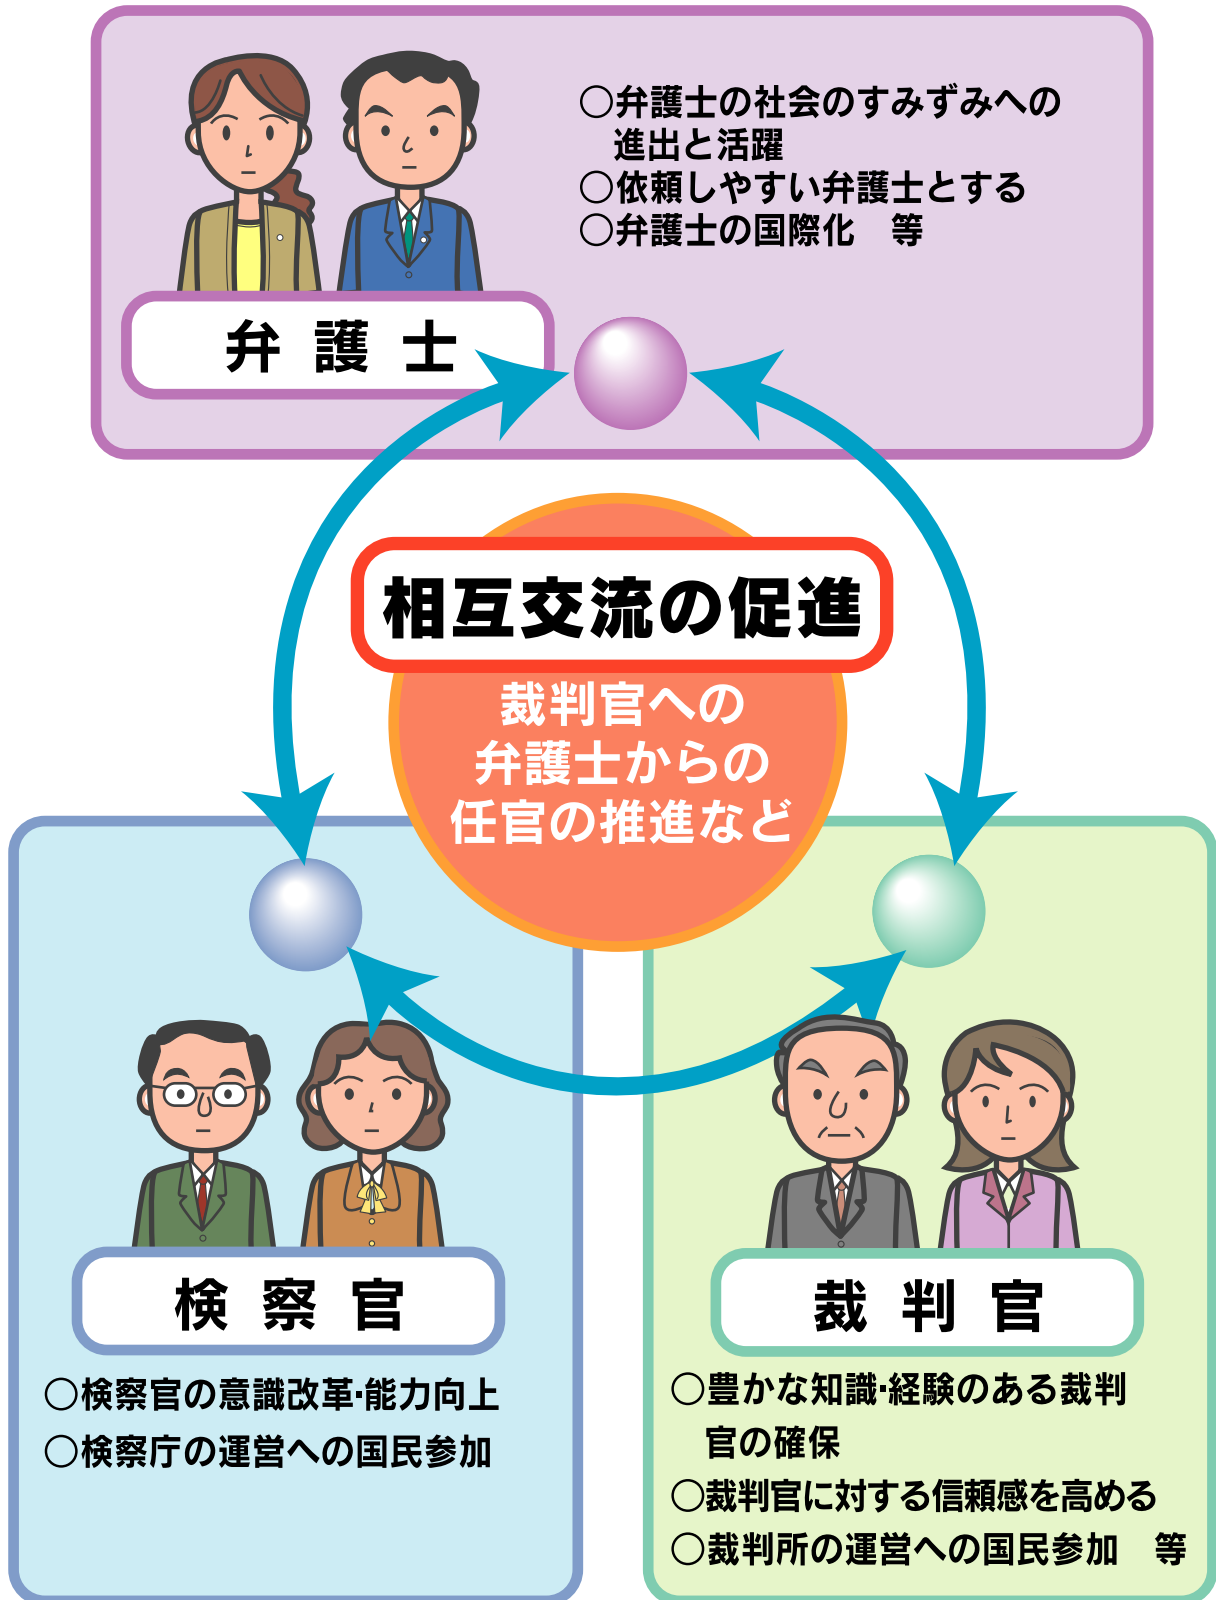 ○弁護士の社会のすみずみへの
進出と活躍
○依頼しやすい弁護士とする
○弁護士の国際化　等
弁護士
相互交流の促進
裁判官への
弁護士からの
任官の推進など
検察官
○検察官の意識改革·能力向上
○検察庁の運営への国民参加
裁判官
○豊かな知識·経験のある裁判
官の確保
○裁判官に対する信頼感を高める
○裁判所の運営への国民参加　等